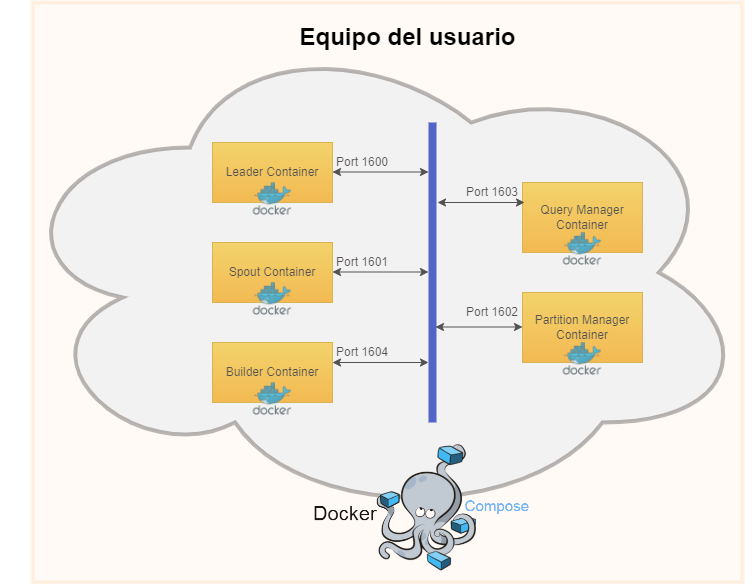 Equipo del usuario
Leader Container
docker
Port 1600
Port 1603
Query Manager
Container
docker
Spout Container
docker
Port 1601
Port 1602
Partition Manager
Container
docker
Builder Container
docker
Port 1604
Docker
Compose